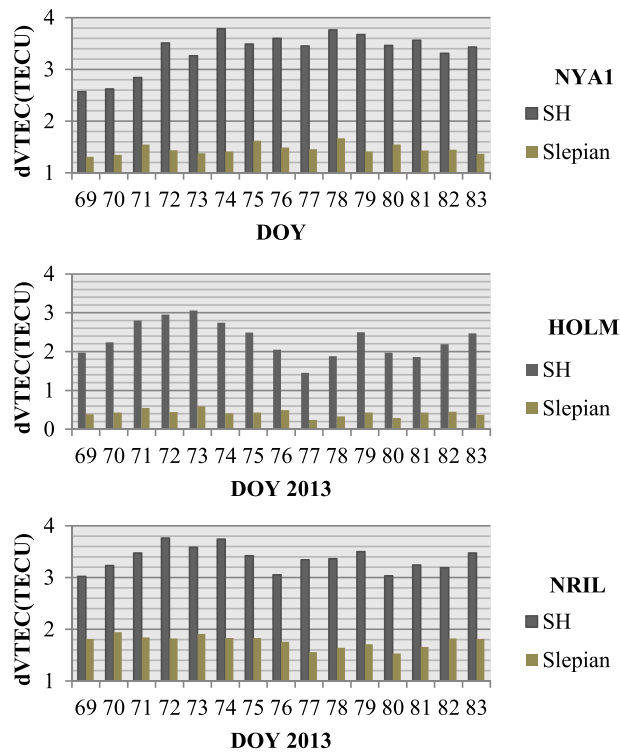 4
3
2
1
dVTEC(TECU)
69 70 71 72 73 74 75 76 77 78 79 80 81 82 83
DOY
NYA1
SH
Slepian
4
3
2
1
0
dVTEC(TECU)
69 70 71 72 73 74 75 76 77 78 79 80 81 82 83
DOY 2013
HOLM
SH
Slepian
4
3
2
1
dVTEC(TECU)
69 70 71 72 73 74 75 76 77 78 79 80 81 82 83
DOY 2013
NRIL
SH
Slepian